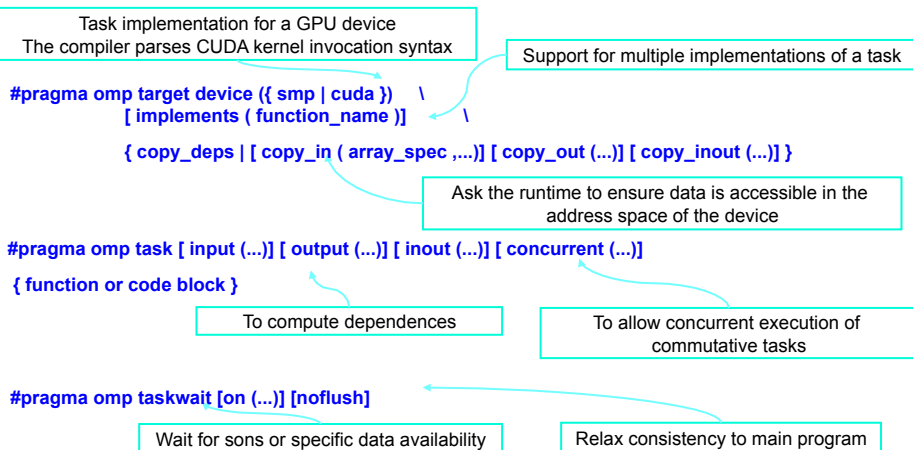 Task implementation for a GPU device
The compiler parses CUDA kernel invocation syntax
Support for multiple implementations of a task
#pragma omp target device ({ smp | cuda }) \
[ implements ( function_name )] \
{ copy_deps | [ copy_in ( array_spec ,...)] [ copy_out (...)] [ copy_inout (...)] }
Ask the runtime to ensure data is accessible in the
address space of the device
#pragma omp task [ input (...)] [ output (...)] [ inout (...)] [ concurrent (...)]
{ function or code block }
To compute dependences
To allow concurrent execution of
commutative tasks
#pragma omp taskwait [on (...)] [noflush]
Wait for sons or specific data availability
Relax consistency to main program